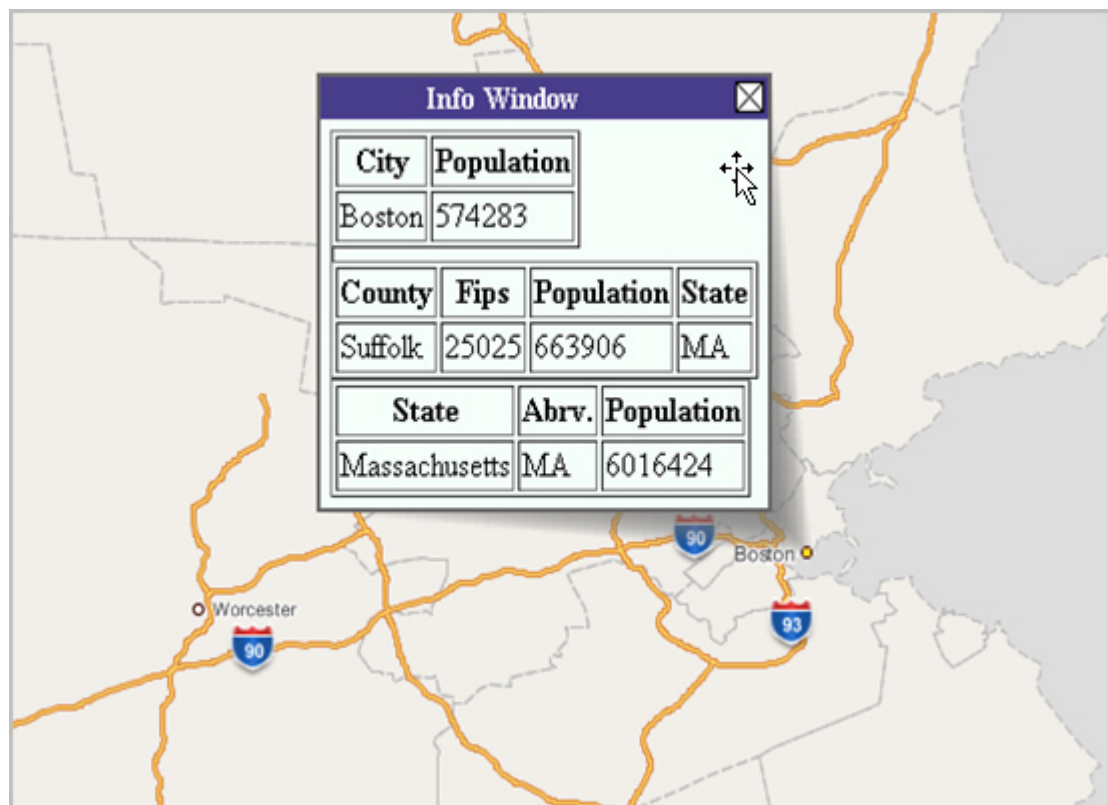 Info Window
City Population
Boston 574283
County Fips Population State
Suffolk 25025 663906 MA
State Abrv. Population
Massachusetts MA 6016424
90
Boston
Worcester
93
90